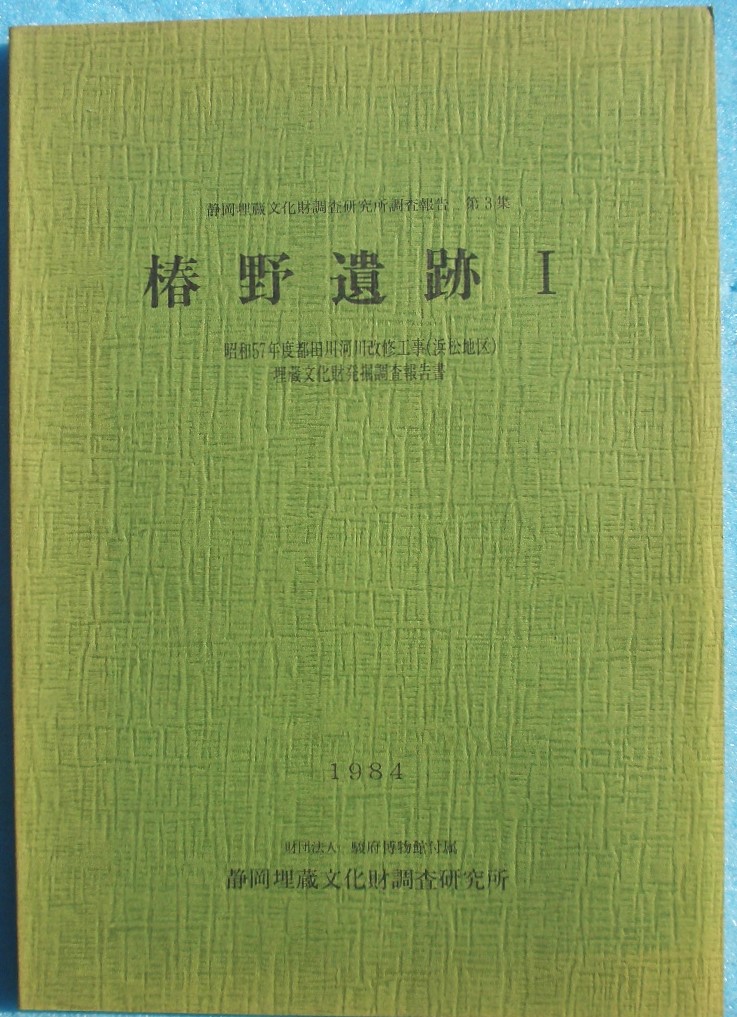 静岡埋蔵文化財調査研究所調査報告 第3集
椿野遺跡 I
昭和57年度都田川河川改修工事(浜松地区)
埋蔵文化財発掘調査報告書
1984
財団法人 駿府博物館付属
静岡埋蔵文化財調査研究所